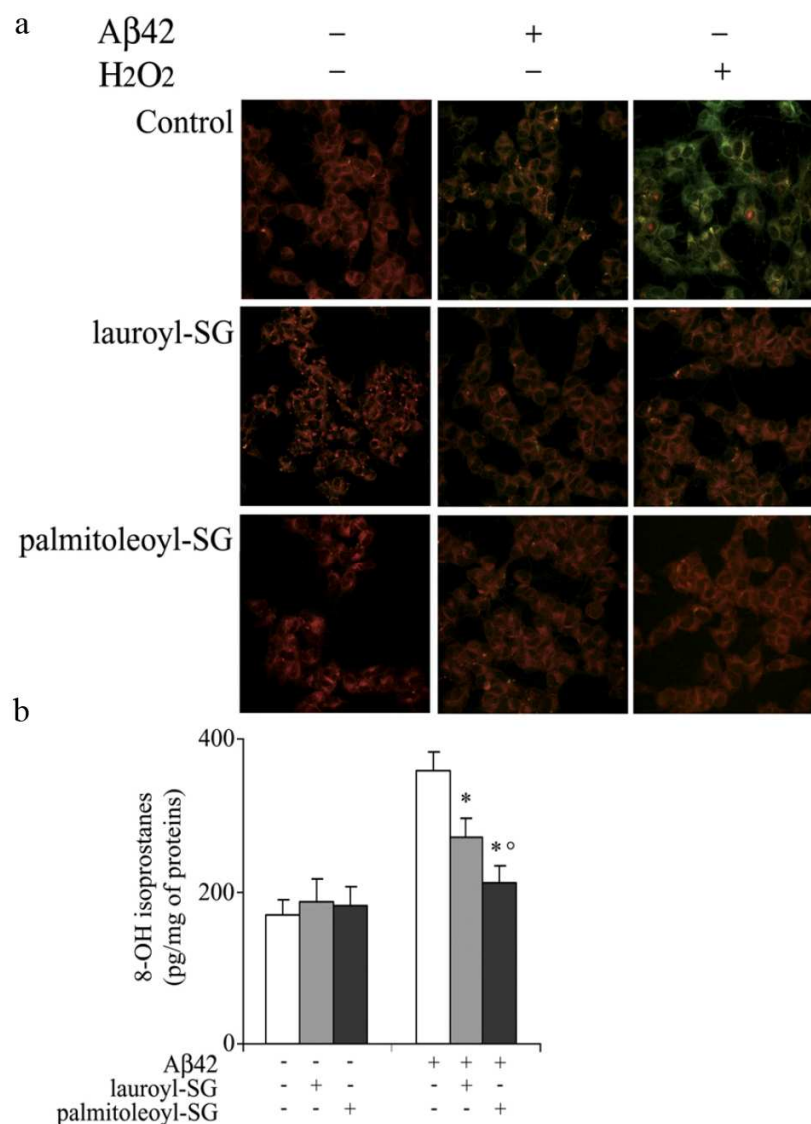 a
Aβ42 – + –
H2O2 – – +
Control
lauroyl-SG
palmitoleoyl-SG
b
8-OH isoprostanes
(pg/mg of proteins)
400
200
0
*
* °
Aβ42 - - - + + +
lauroyl-SG - + - - + -
palmitoleoyl-SG - - + - - +